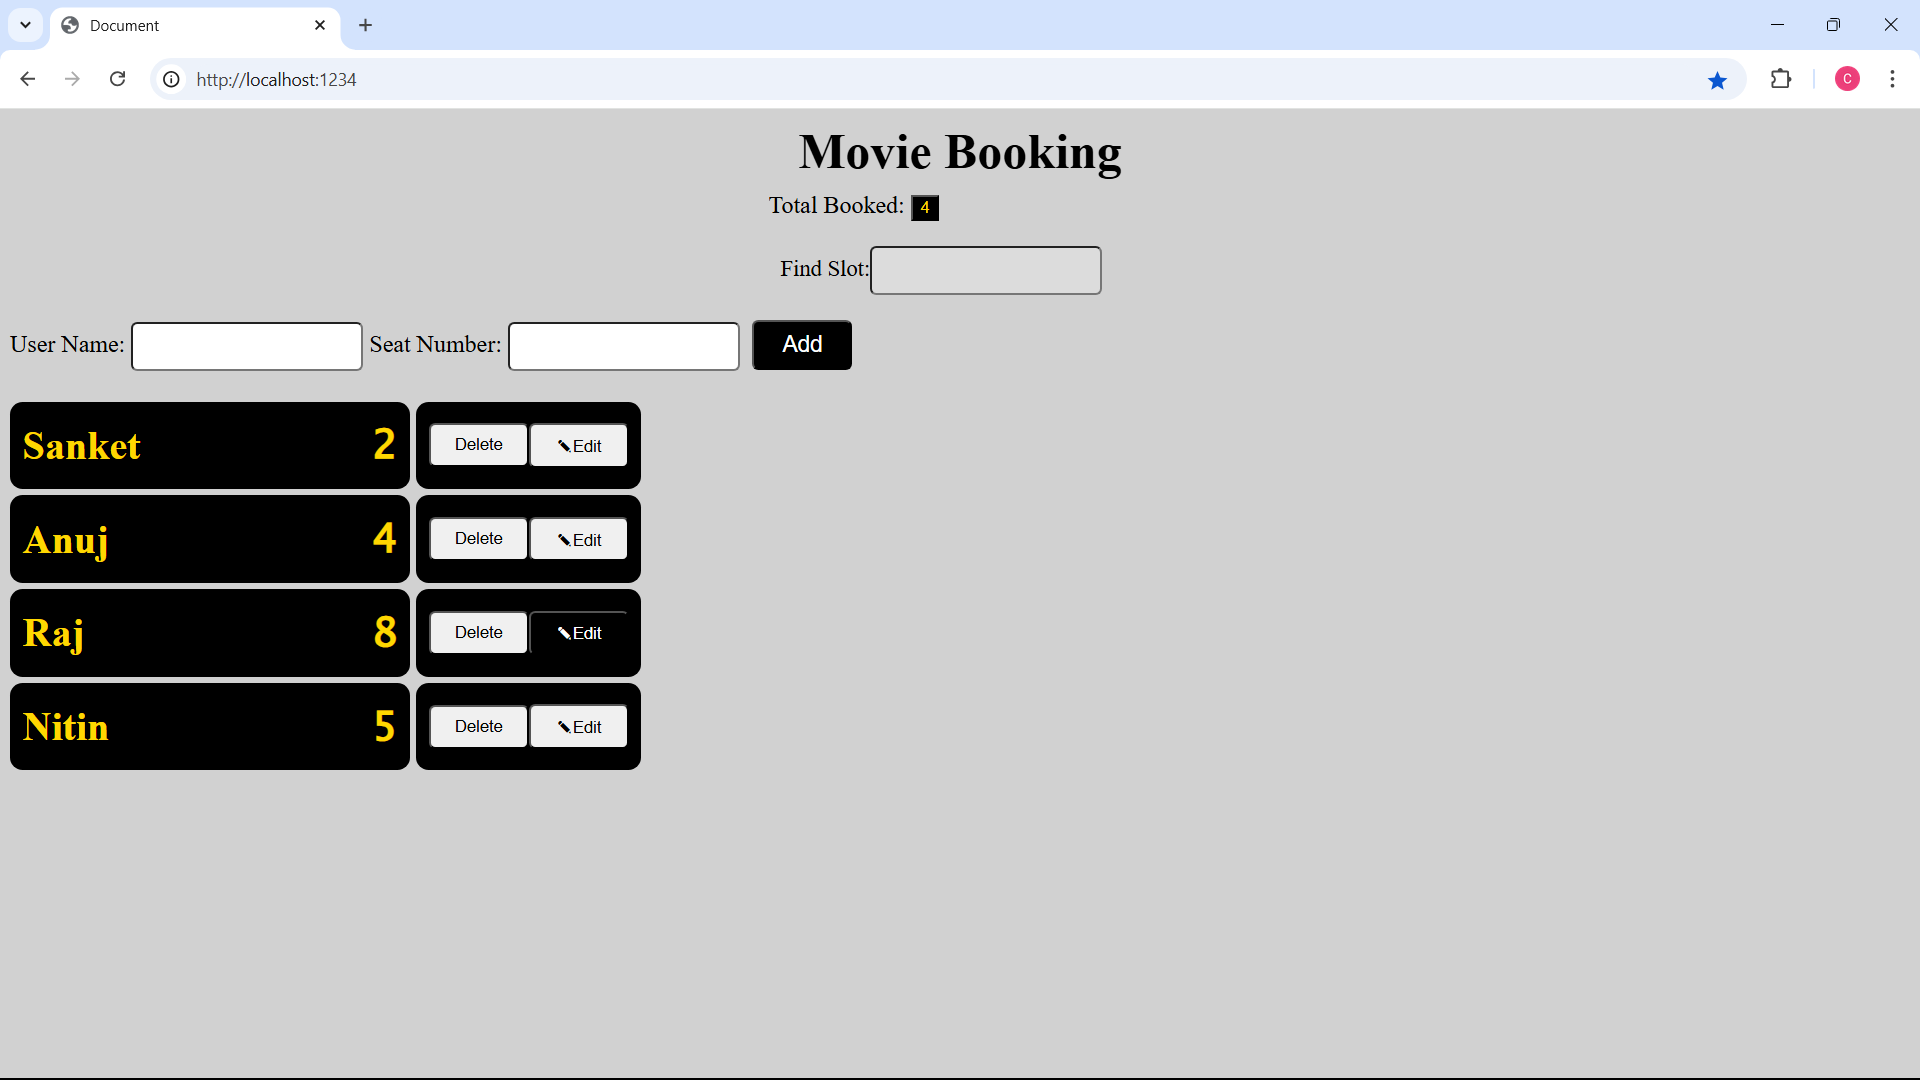 Document
http://localhost:1234
C
Movie Booking
Total Booked: 4
Find Slot:
User Name: Seat Number: Add
Sanket 2 Delete Edit
Anuj 4 Delete Edit
Raj 8 Delete Edit
Nitin 5 Delete Edit